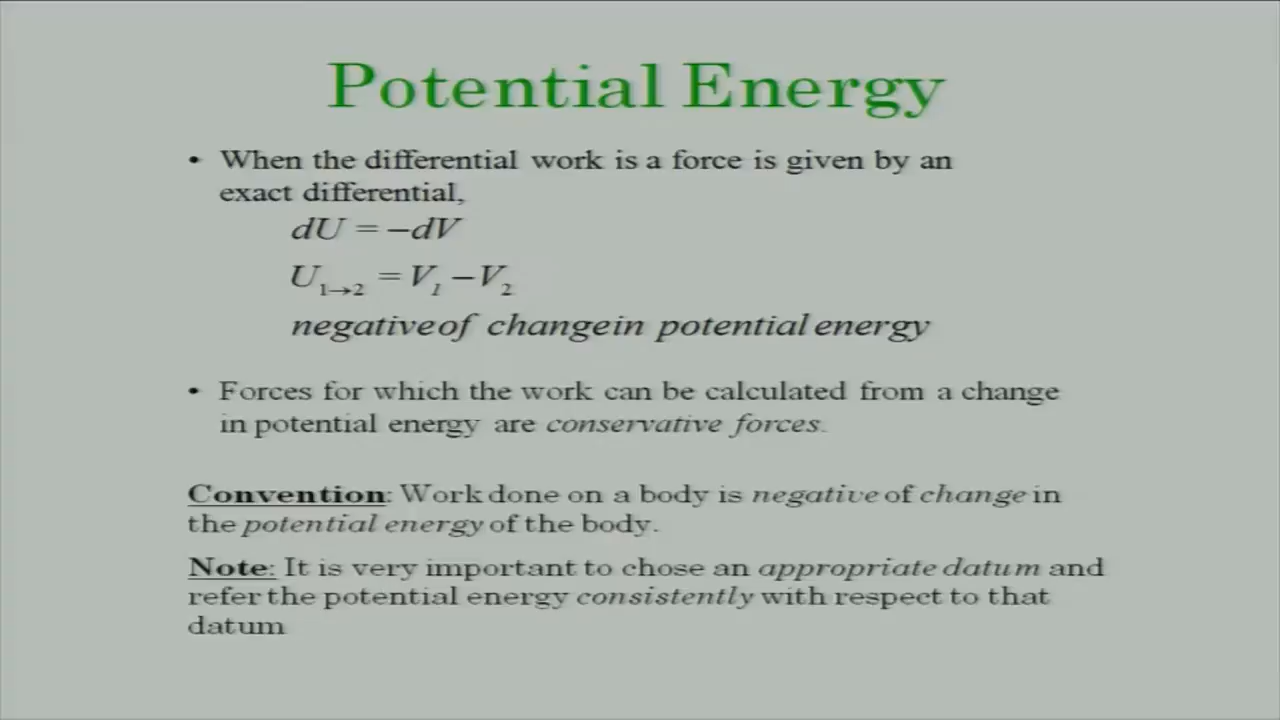 Potential Energy
• When the differential work is a force is given by an
exact differential,
dU = −dV
U₁→₂ = V₁ − V₂
negative of change in potential energy
• Forces for which the work can be calculated from a change
in potential energy are conservative forces.
Convention: Work done on a body is negative of change in
the potential energy of the body.
Note: It is very important to chose an appropriate datum and
refer the potential energy consistently with respect to that
datum